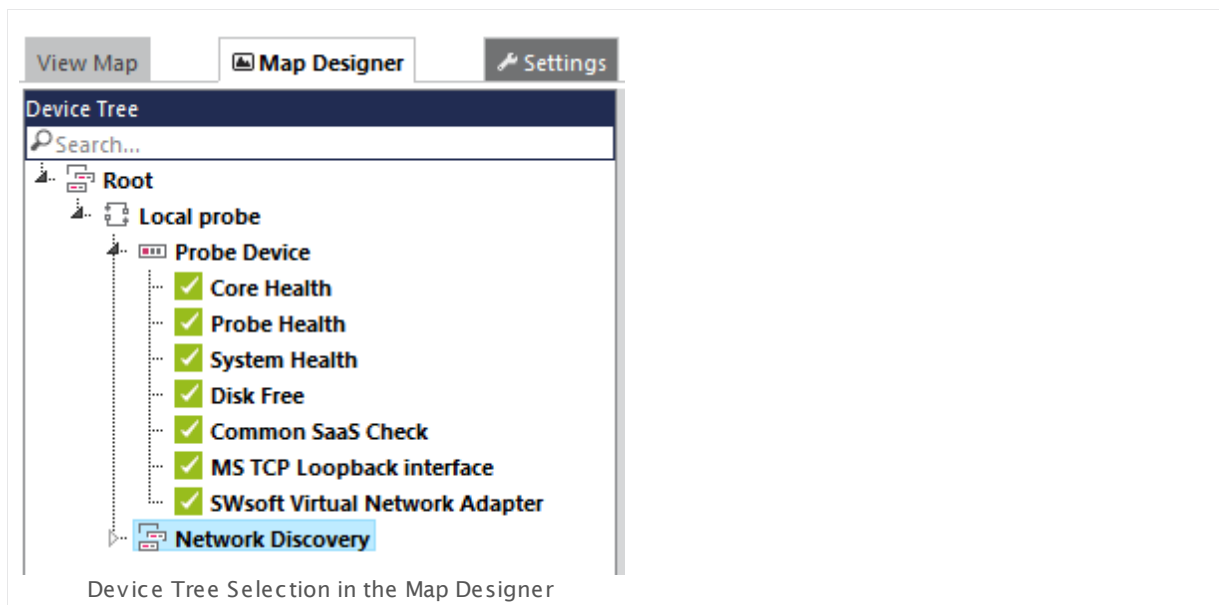 View Map Map Designer Settings
Device Tree
Search...
Root
Local probe
Probe Device
Core Health
Probe Health
System Health
Disk Free
Common SaaS Check
MS TCP Loopback interface
SWsoft Virtual Network Adapter
Network Discovery
Device Tree Selection in the Map Designer